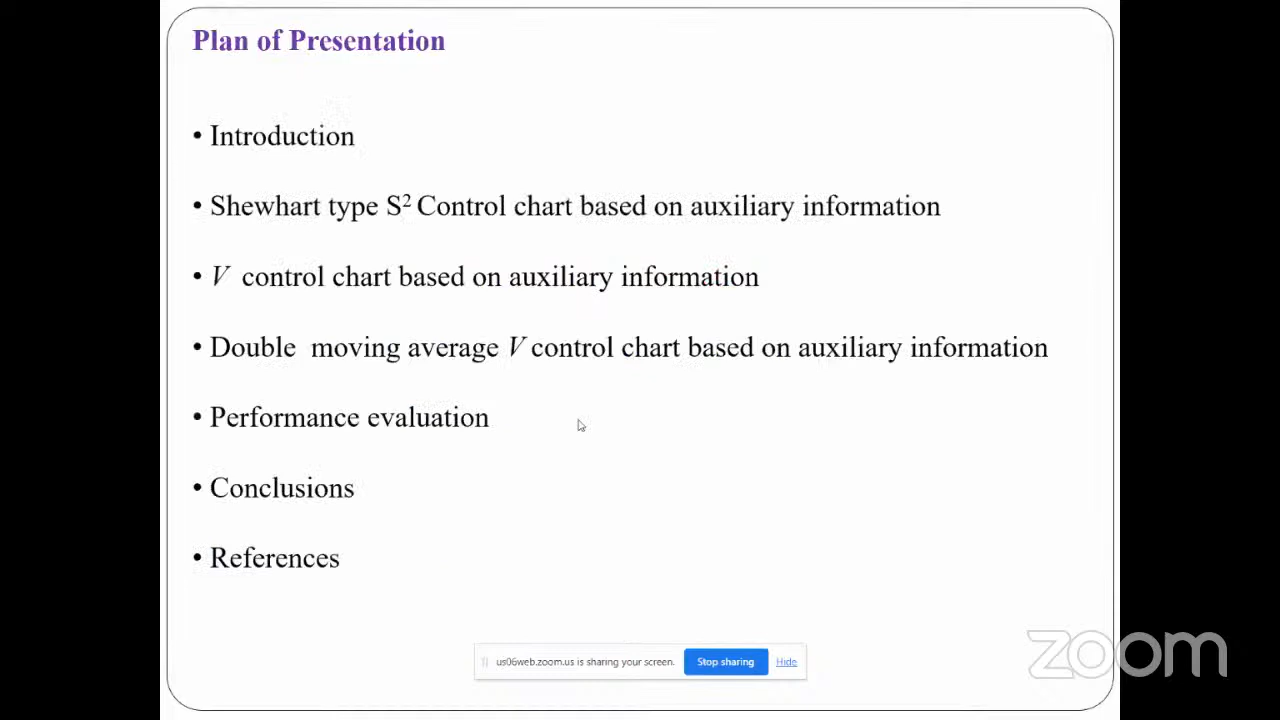 Plan of Presentation
• Introduction
• Shewhart type S² Control chart based on auxiliary information
• V control chart based on auxiliary information
• Double moving average V control chart based on auxiliary information
• Performance evaluation
• Conclusions
• References
us06web.zoom.us is sharing your screen. Stop sharing Hide
zoom